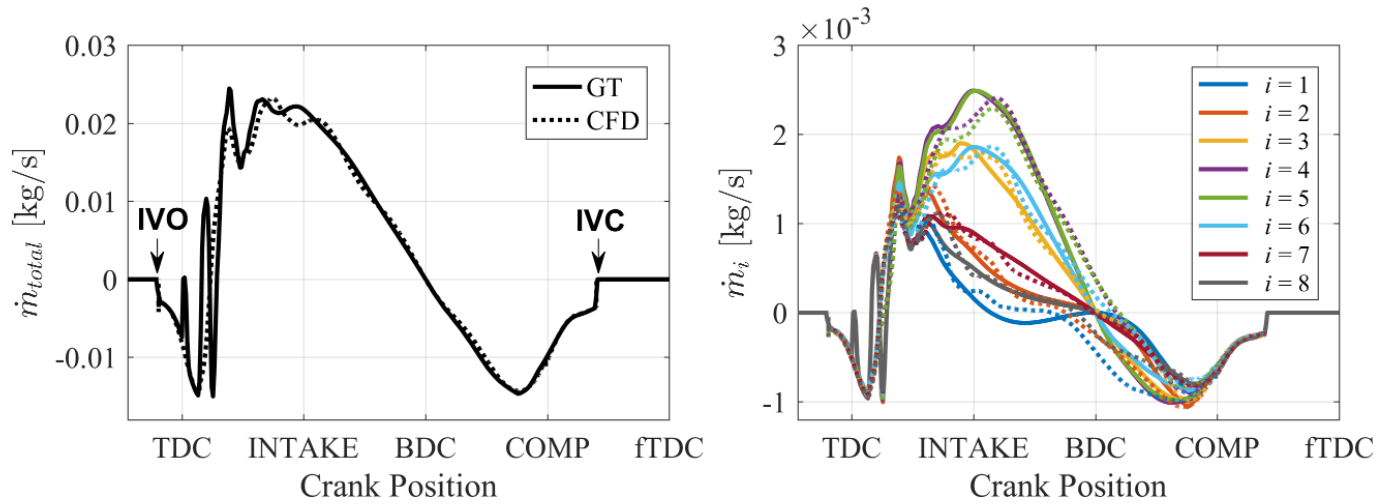 0.03
0.02
0.01
0
-0.01
ṁ_total [kg/s]
GT
CFD
IVO
IVC
TDC INTAKE BDC COMP fTDC
Crank Position
×10⁻³
3
2
1
0
-1
ṁ_i [kg/s]
i = 1
i = 2
i = 3
i = 4
i = 5
i = 6
i = 7
i = 8
TDC INTAKE BDC COMP fTDC
Crank Position